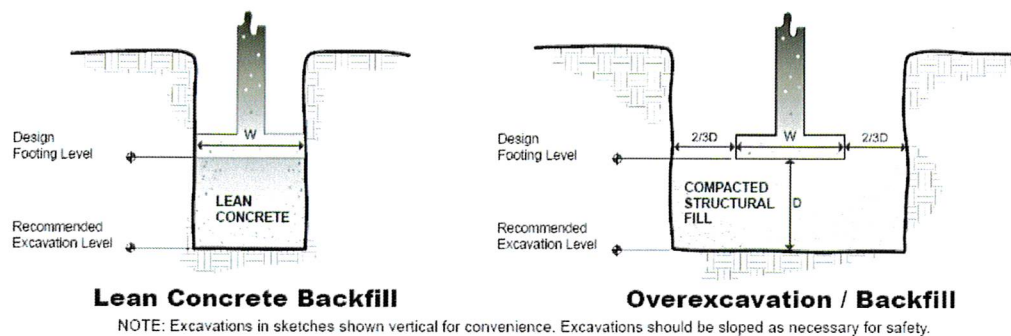 Design
Footing Level
W
LEAN
CONCRETE
Recommended
Excavation Level
Lean Concrete Backfill
Design
Footing Level
2/3D
W
2/3D
COMPACTED
STRUCTURAL
FILL
D
Recommended
Excavation Level
Overexcavation / Backfill
NOTE: Excavations in sketches shown vertical for convenience. Excavations should be sloped as necessary for safety.